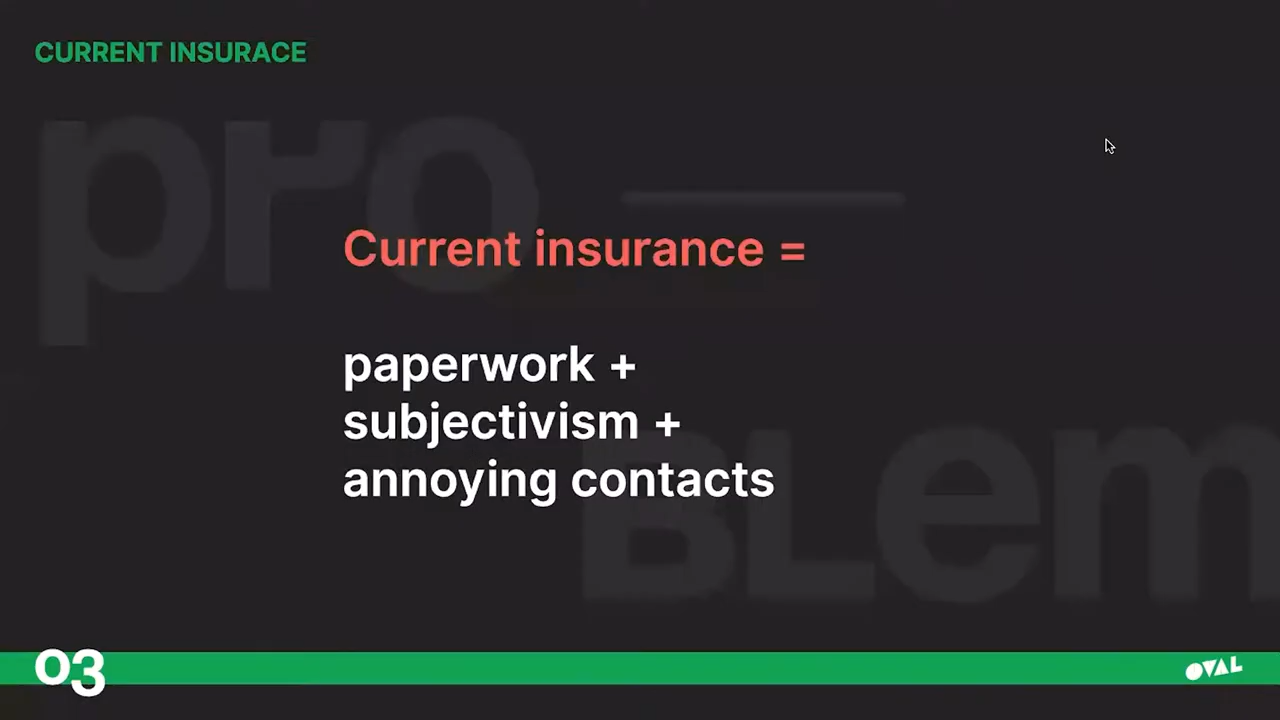 CURRENT INSURACE
pro —
Current insurance =
paperwork +
subjectivism +
annoying contacts
BLem
03
OVAL